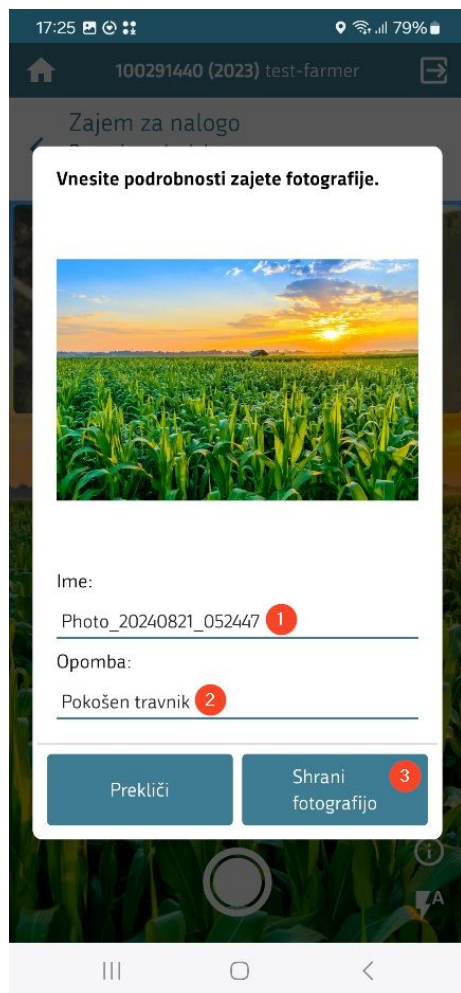 17:25 79%
100291440 (2023) test-farmer
Zajem za nalogo
Vnesite podrobnosti zajete fotografije.
Ime:
Photo_20240821_052447 1
Opomba:
Pokošen travnik 2
Prekliči
Shrani 3
fotografijo
A